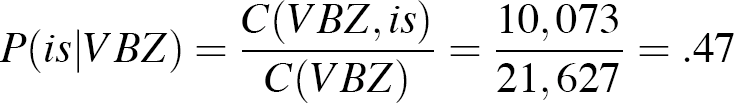 P(is|VBZ) = C(VBZ, is) / C(VBZ) = 10,073 / 21,627 = .47